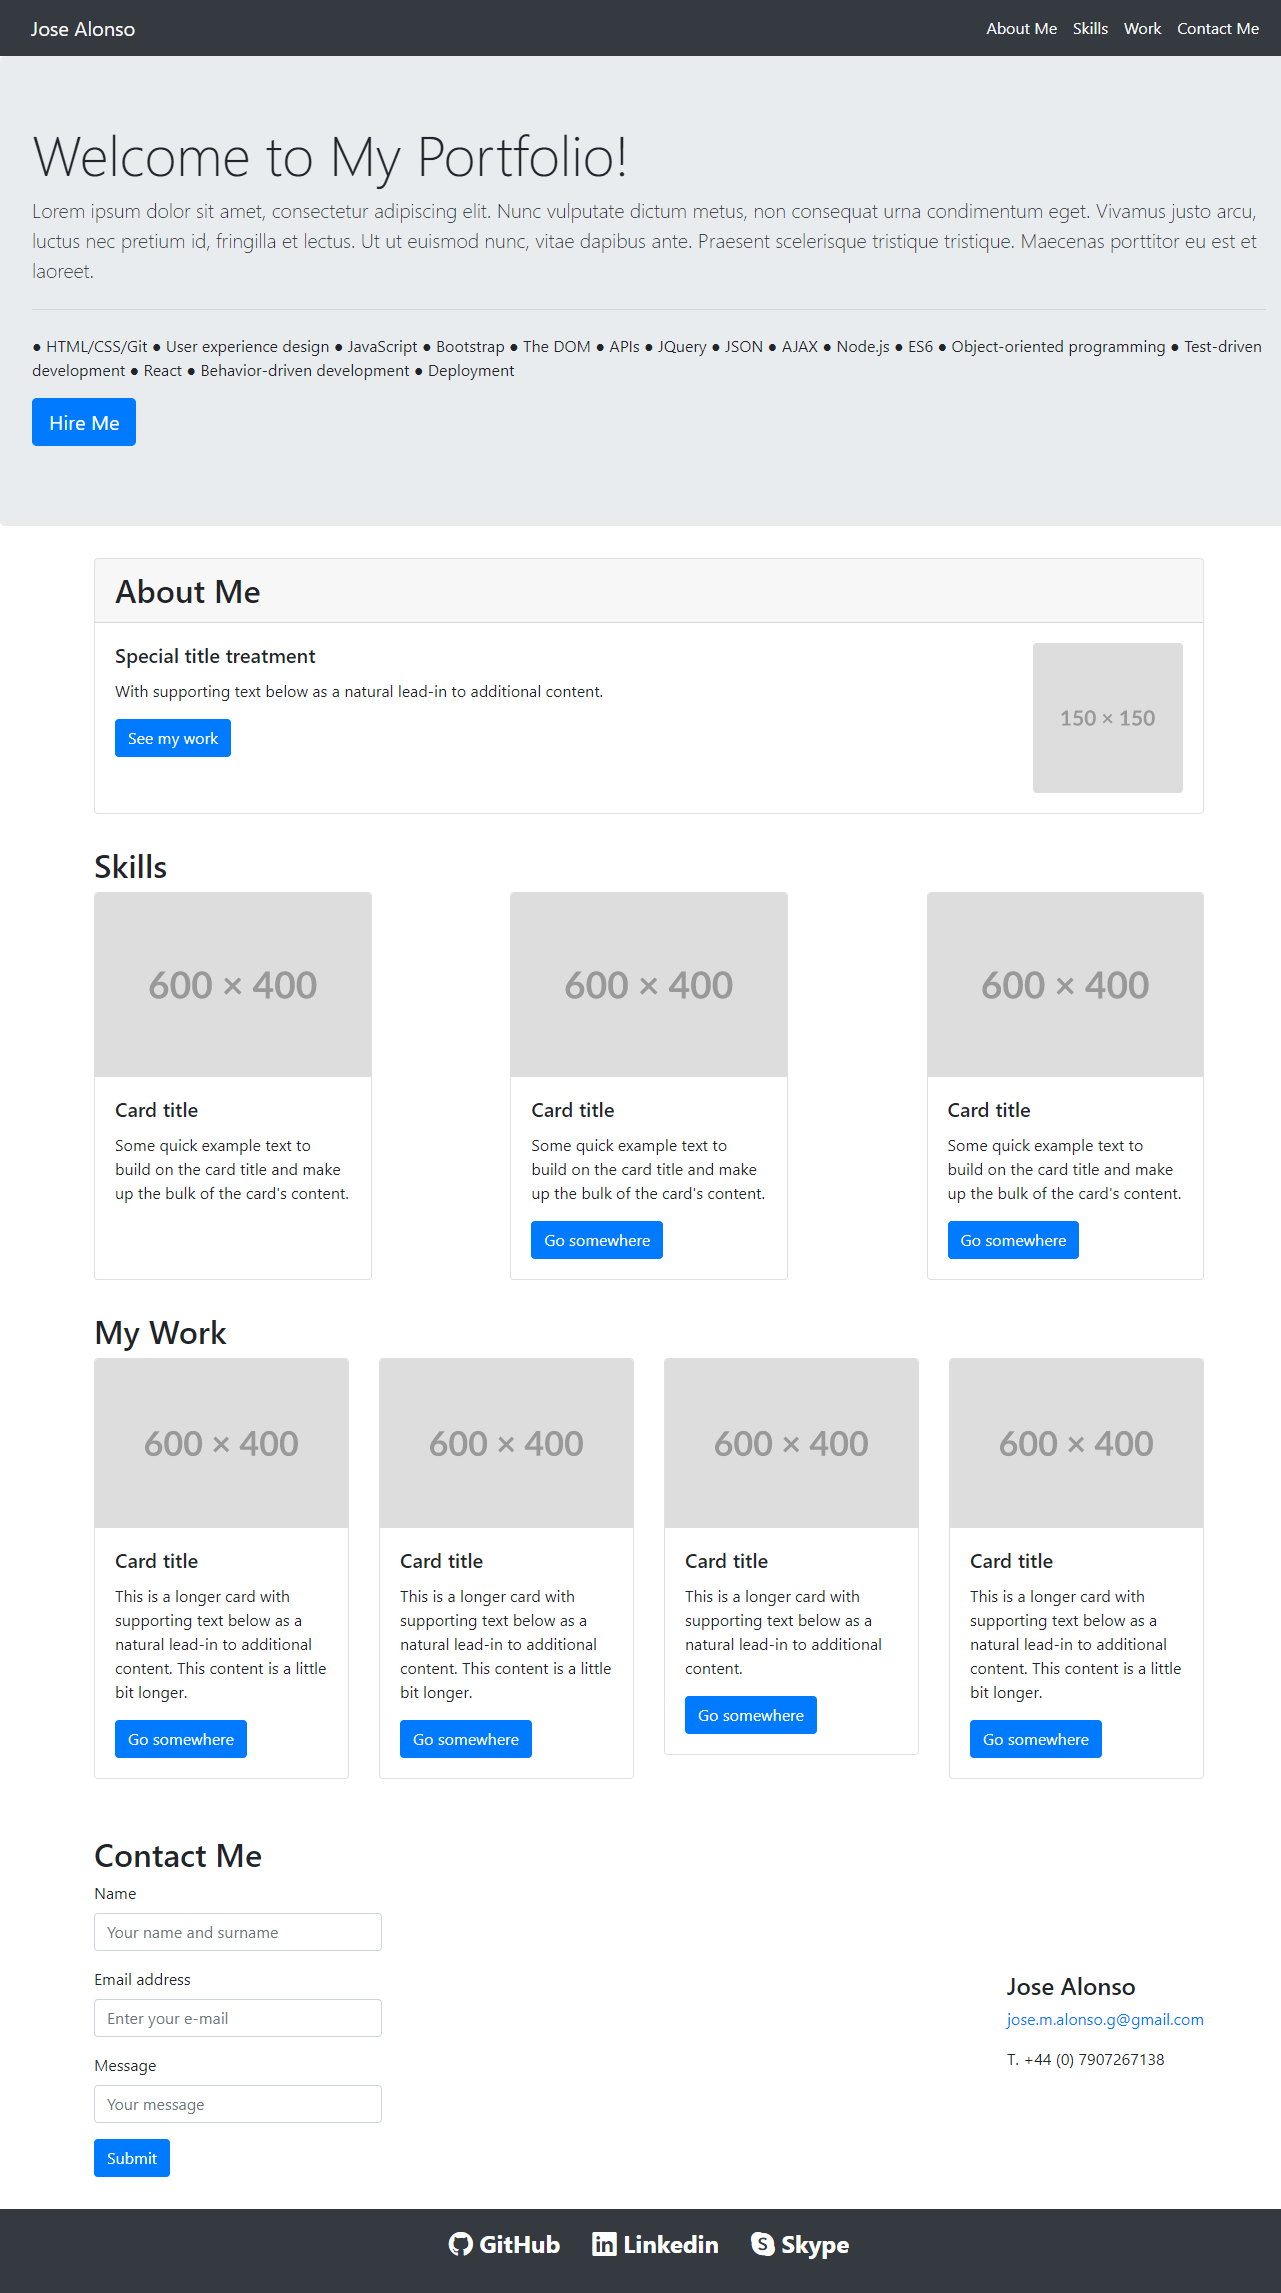 Jose Alonso About Me Skills Work Contact Me
Welcome to My Portfolio!
Lorem ipsum dolor sit amet, consectetur adipiscing elit. Nunc vulputate dictum metus, non consequat urna condimentum eget. Vivamus justo arcu,
luctus nec pretium id, fringilla et lectus. Ut ut euismod nunc, vitae dapibus ante. Praesent scelerisque tristique tristique. Maecenas porttitor eu est et
laoreet.
● HTML/CSS/Git ● User experience design ● JavaScript ● Bootstrap ● The DOM ● APIs ● JQuery ● JSON ● AJAX ● Node.js ● ES6 ● Object-oriented programming ● Test-driven
development ● React ● Behavior-driven development ● Deployment
Hire Me
About Me
Special title treatment
With supporting text below as a natural lead-in to additional content.
See my work
150 × 150
Skills
600 × 400
Card title
Some quick example text to
build on the card title and make
up the bulk of the card's content.
600 × 400
Card title
Some quick example text to
build on the card title and make
up the bulk of the card's content.
Go somewhere
600 × 400
Card title
Some quick example text to
build on the card title and make
up the bulk of the card's content.
Go somewhere
My Work
600 × 400
Card title
This is a longer card with
supporting text below as a
natural lead-in to additional
content. This content is a little
bit longer.
Go somewhere
600 × 400
Card title
This is a longer card with
supporting text below as a
natural lead-in to additional
content. This content is a little
bit longer.
Go somewhere
600 × 400
Card title
This is a longer card with
supporting text below as a
natural lead-in to additional
content.
Go somewhere
600 × 400
Card title
This is a longer card with
supporting text below as a
natural lead-in to additional
content. This content is a little
bit longer.
Go somewhere
Contact Me
Name
Your name and surname
Email address
Enter your e-mail
Message
Your message
Submit
Jose Alonso
jose.m.alonso.g@gmail.com
T. +44 (0) 7907267138
GitHub Linkedin Skype